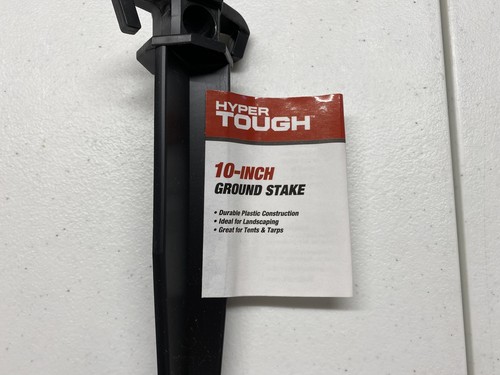 HYPER
TOUGH
10-INCH
GROUND STAKE
• Durable Plastic Construction
• Ideal for Landscaping
• Great for Tents & Tarps